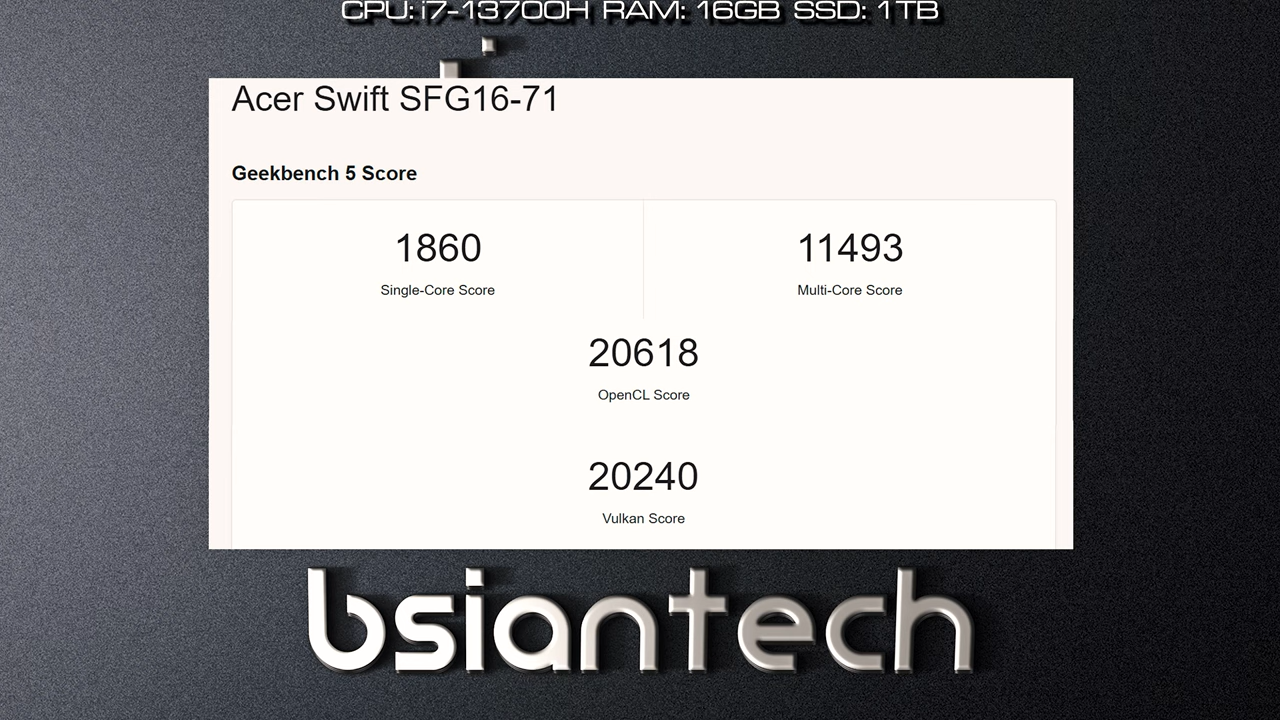 CPU: i7-13700H RAM: 16GB SSD: 1TB
Acer Swift SFG16-71
Geekbench 5 Score
1860
11493
Single-Core Score
Multi-Core Score
20618
OpenCL Score
20240
Vulkan Score
bsiantech